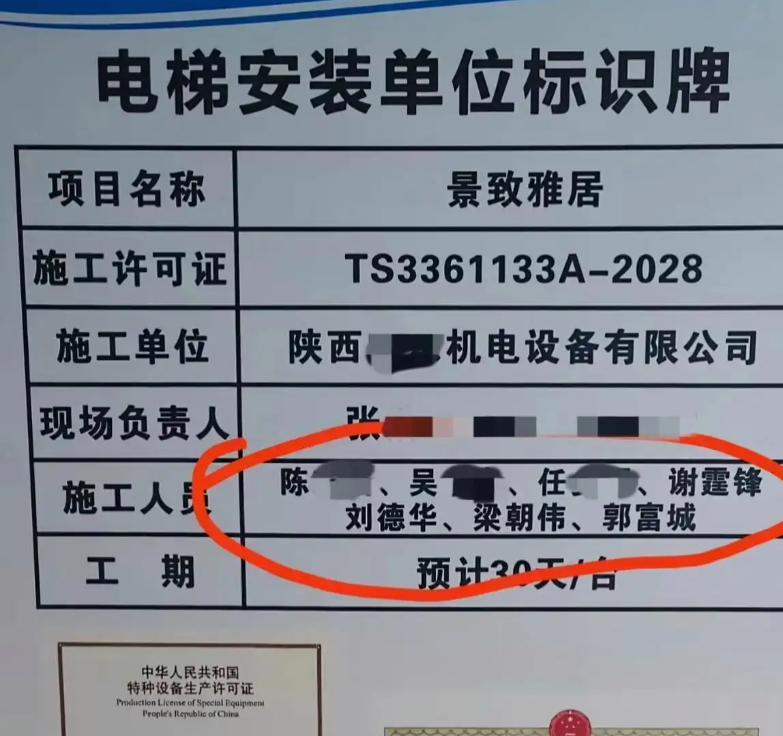 电梯安装单位标识牌
项目名称 景致雅居
施工许可证 TS3361133A-2028
施工单位 陕西 机电设备有限公司
现场负责人 张
施工人员 陈 、吴 、任 、谢霆锋
刘德华、梁朝伟、郭富城
工 期 预计30天/台
中华人民共和国
特种设备生产许可证
Production License of Special Equipment
People's Republic of China